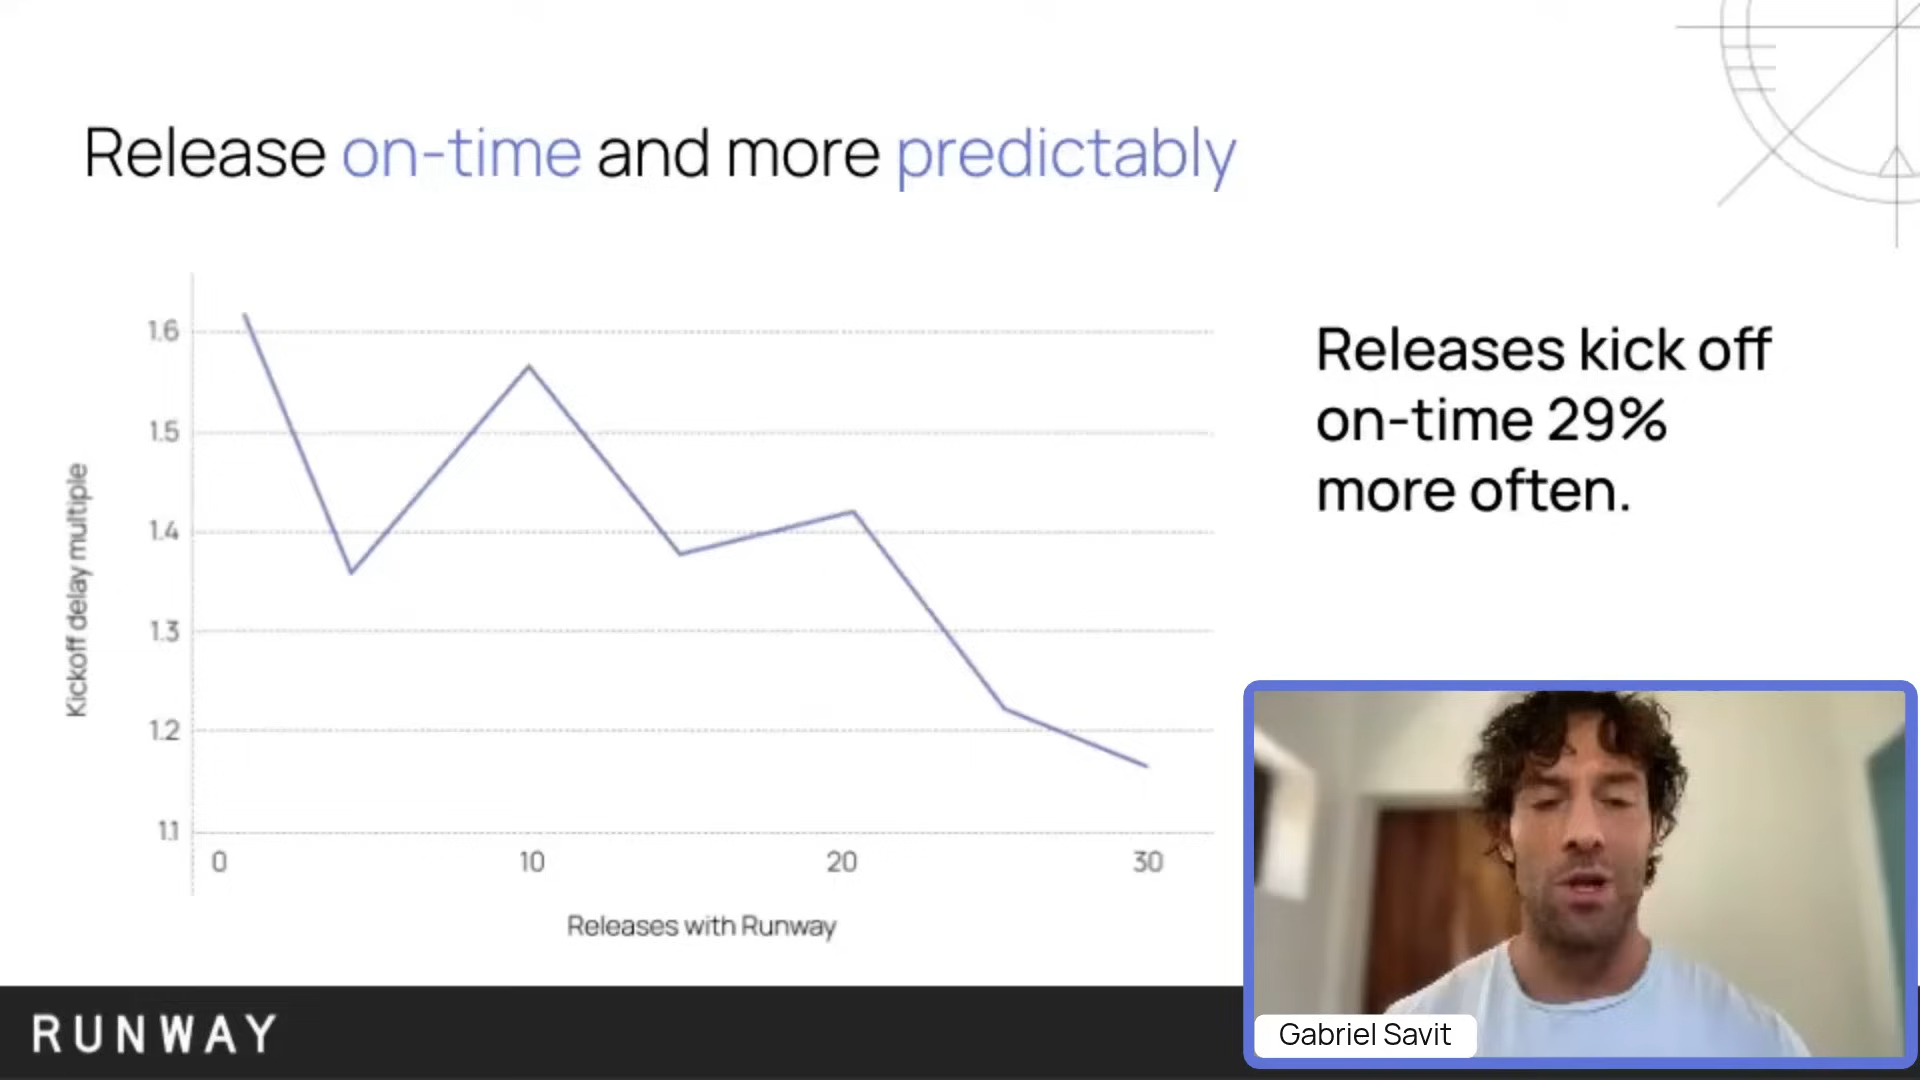 Release on-time and more predictably
Kickoff delay multiple
1.6
1.5
1.4
1.3
1.2
1.1
0 10 20 30
Releases with Runway
Releases kick off
on-time 29%
more often.
RUNWAY
Gabriel Savit